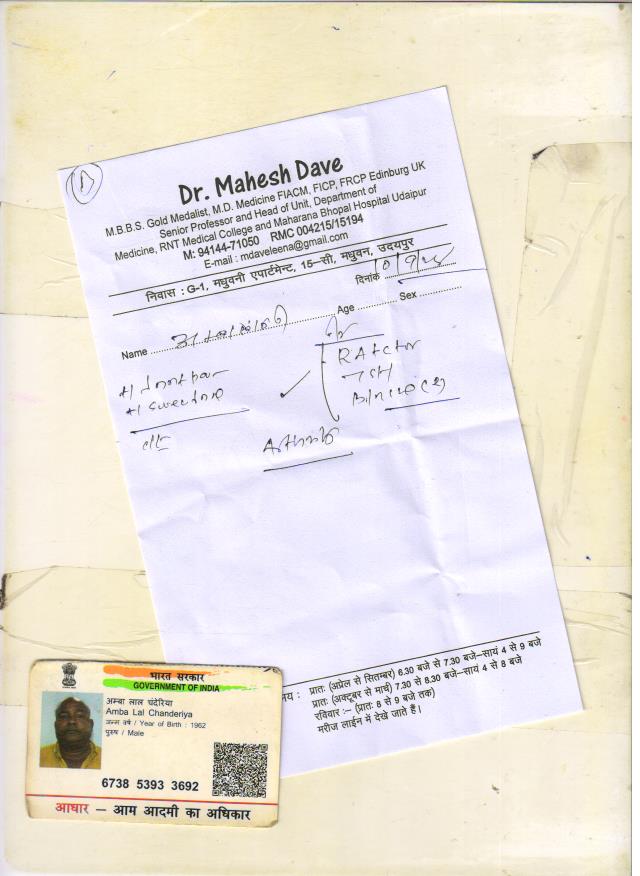 1
Dr. Mahesh Dave
M.B.B.S. Gold Medalist, M.D. Medicine FIACM, FICP, FRCP Edinburg UK
Senior Professor and Head of Unit, Department of
Medicine, RNT Medical College and Maharana Bhopal Hospital Udaipur
M: 94144-71050 RMC 004215/15194
E-mail : mdaveleena@gmail.com
निवास : G-1, मधुवनी एपार्टमेन्ट, 15-सी, मधुवन, उदयपुर
दिनांक
Name Age Sex
TSH
Arthritis
मय : प्रातः (अप्रेल से सितम्बर) 6.30 बजे से 7.30 बजे-सायं 4 से 9 बजे
प्रातः (अक्टूबर से मार्च) 7.30 से 8.30 बजे-सायं 4 से 8 बजे
रविवार :- (प्रातः 8 से 9 बजे तक)
मरीज लाईन में देखे जाते हैं।
भारत सरकार
GOVERNMENT OF INDIA
अम्बा लाल चंदेरिया
Amba Lal Chanderiya
जन्म वर्ष / Year of Birth : 1962
पुरुष / Male
6738 5393 3692
आधार - आम आदमी का अधिकार